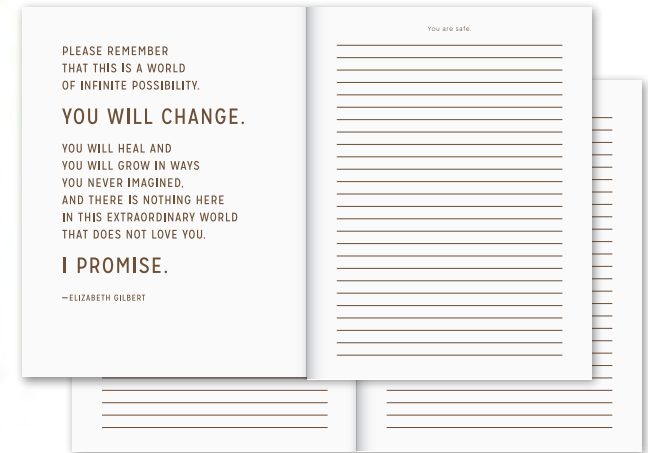 PLEASE REMEMBER
THAT THIS IS A WORLD
OF INFINITE POSSIBILITY.
YOU WILL CHANGE.
YOU WILL HEAL AND
YOU WILL GROW IN WAYS
YOU NEVER IMAGINED,
AND THERE IS NOTHING HERE
IN THIS EXTRAORDINARY WORLD
THAT DOES NOT LOVE YOU.
I PROMISE.
—ELIZABETH GILBERT
You are safe.